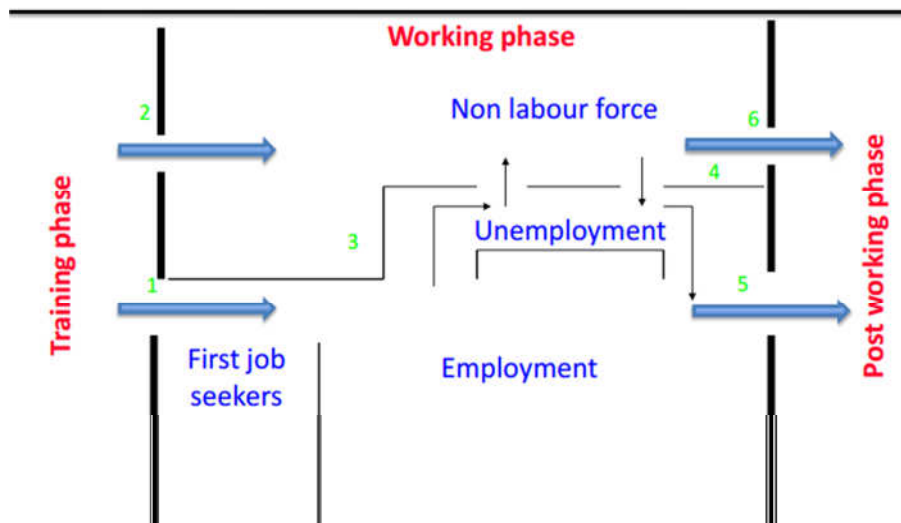 Working phase
2
Non labour force
6
4
Training phase
3
Unemployment
1
5
Post working phase
First job
seekers
Employment